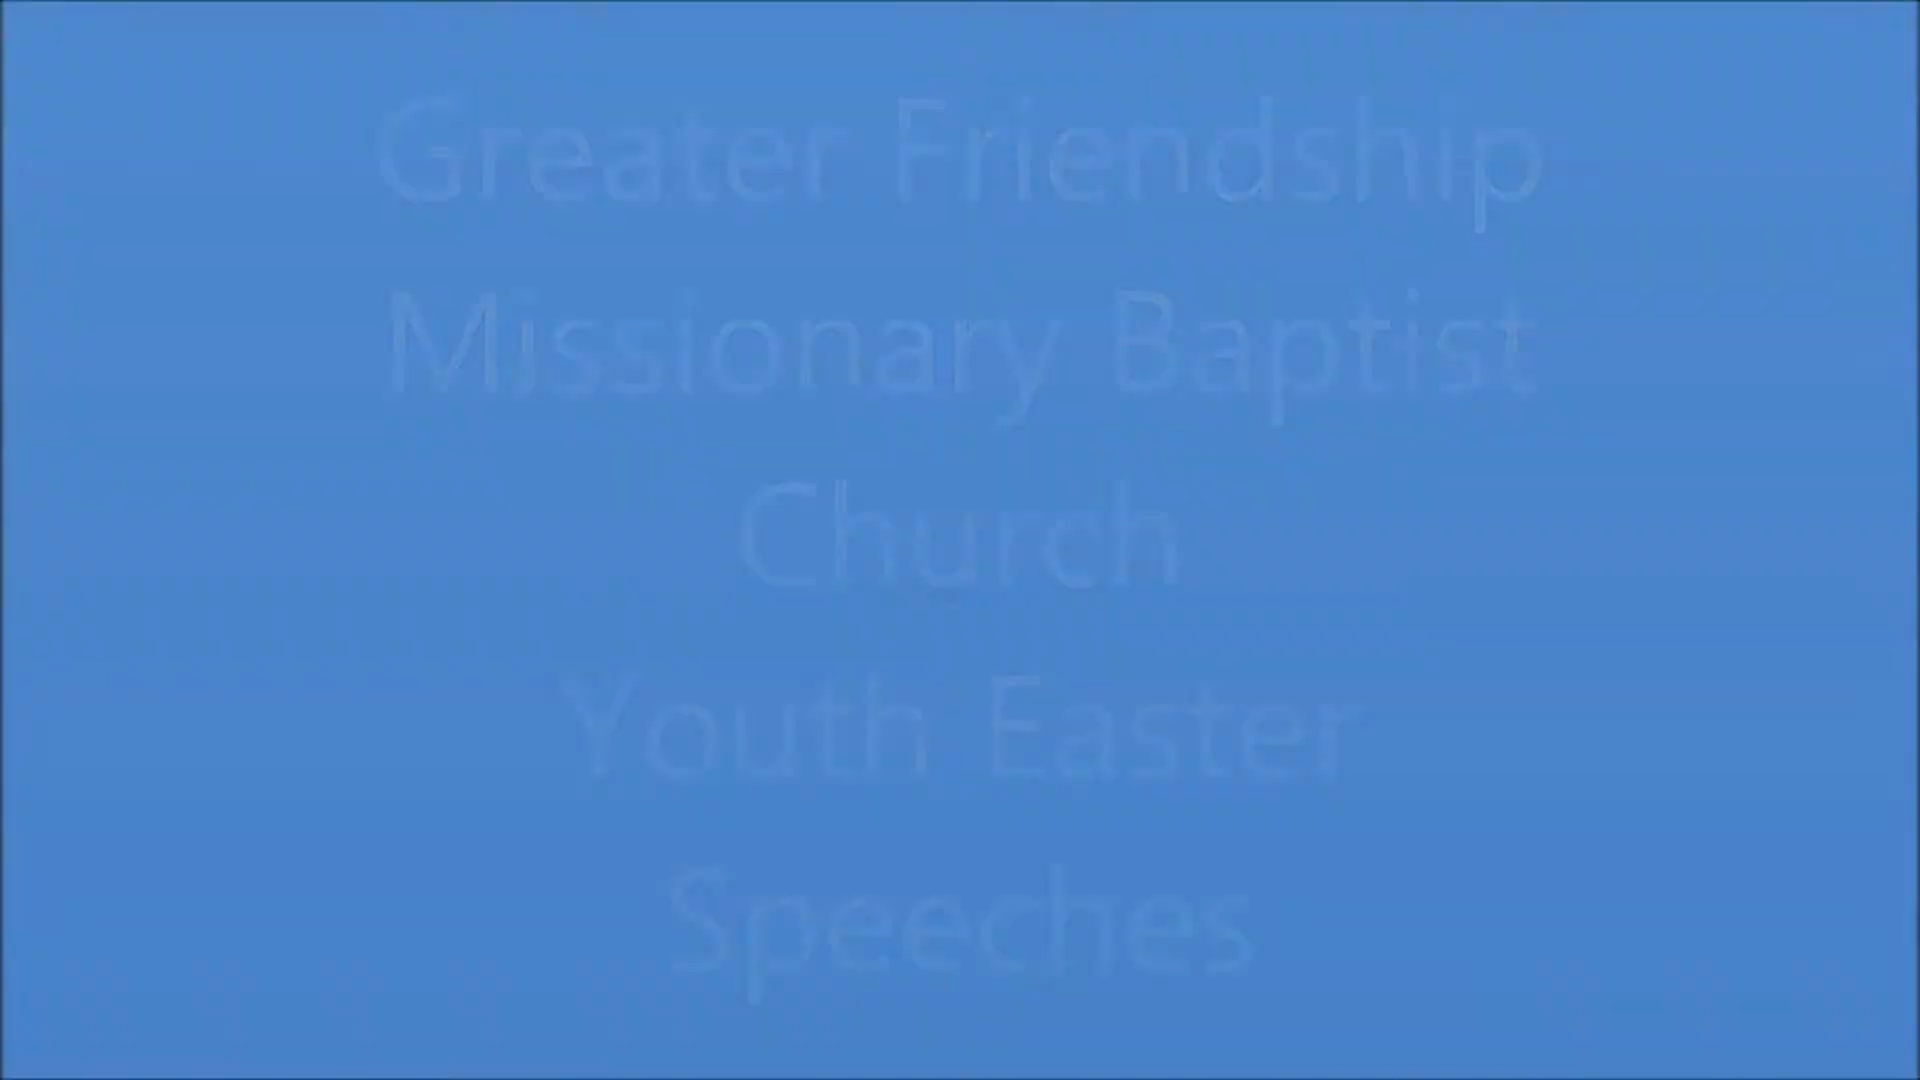 Greater Friendship
Missionary Baptist
Church
Youth Easter
Speeches